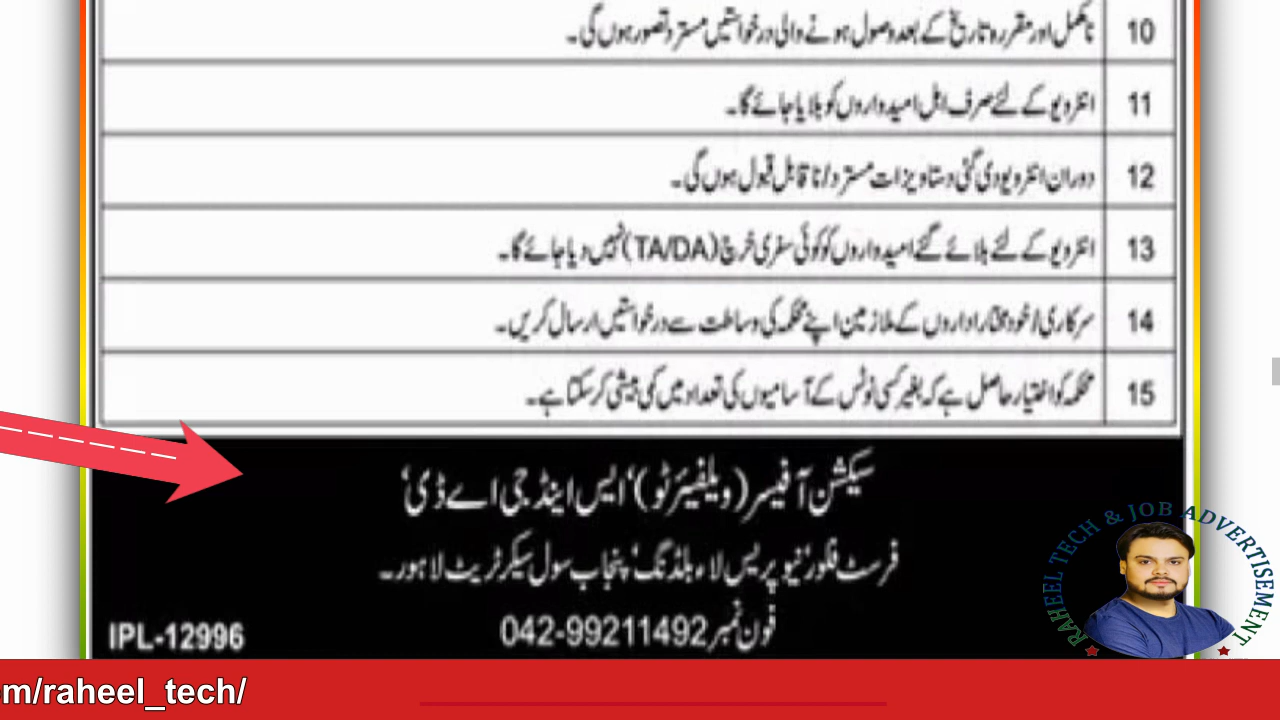 10 نامکمل اور مقررہ تاریخ کے بعد وصول ہونے والی درخواستیں مسترد تصور ہوں گی۔
11 انٹرویو کے لئے صرف اہل امیدواروں کو بلایا جائے گا۔
12 دوران انٹرویو دی گئی دستاویزات مسترد/ناقابل قبول ہوں گی۔
13 انٹرویو کے لئے بلائے گئے امیدواروں کو کوئی سفری خرچ (TA/DA) نہیں دیا جائے گا۔
14 سرکاری/خودمختار اداروں کے ملازمین اپنے محکمہ کی وساطت سے درخواستیں ارسال کریں۔
15 محکمہ کو اختیار حاصل ہے کہ بغیر کسی نوٹس کے آسامیوں کی تعداد میں کمی بیشی کر سکتا ہے۔
سیکشن آفیسر (ویلفیئر ٹو)، ایس اینڈ جی اے ڈی،
فرسٹ فلور، نیو پریس لاء بلڈنگ، پنجاب سول سیکرٹریٹ لاہور۔
فون نمبر 042-99211492
IPL-12996
RAHEEL TECH & JOB ADVERTISEMENT
m/raheel_tech/